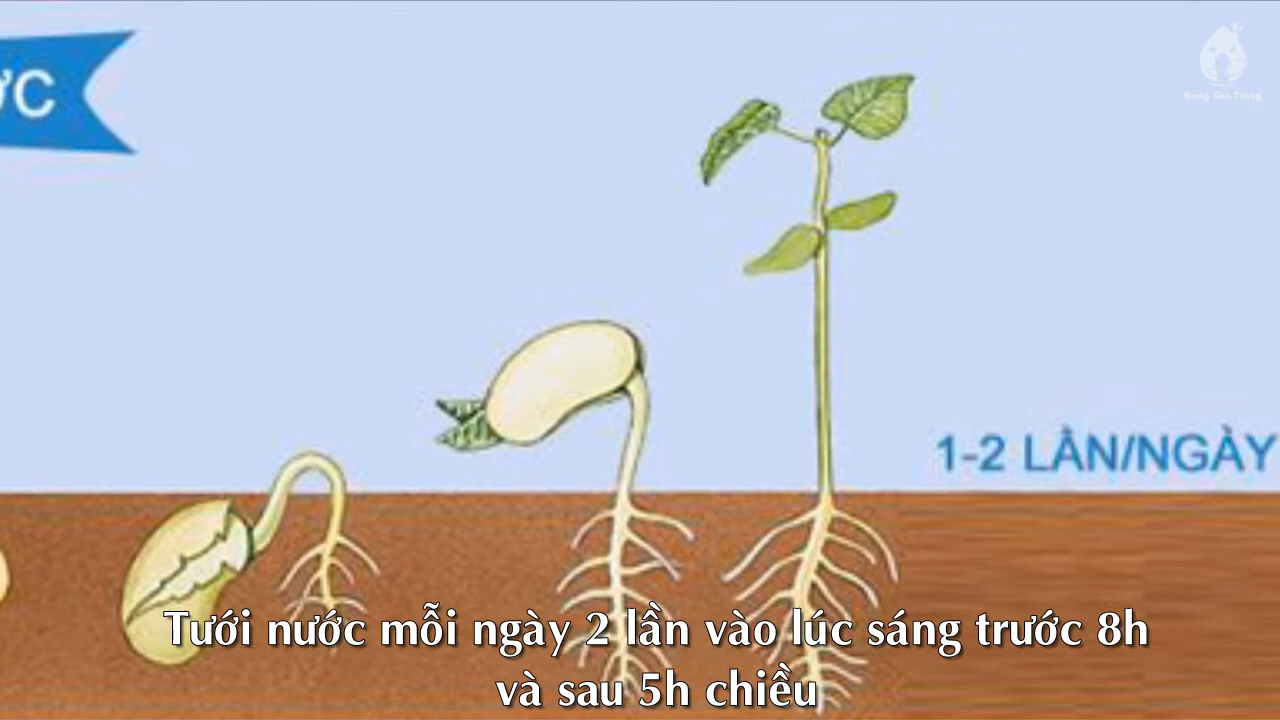 ỚC
1-2 LẦN/NGÀY
Tưới nước mỗi ngày 2 lần vào lúc sáng trước 8h
và sau 5h chiều